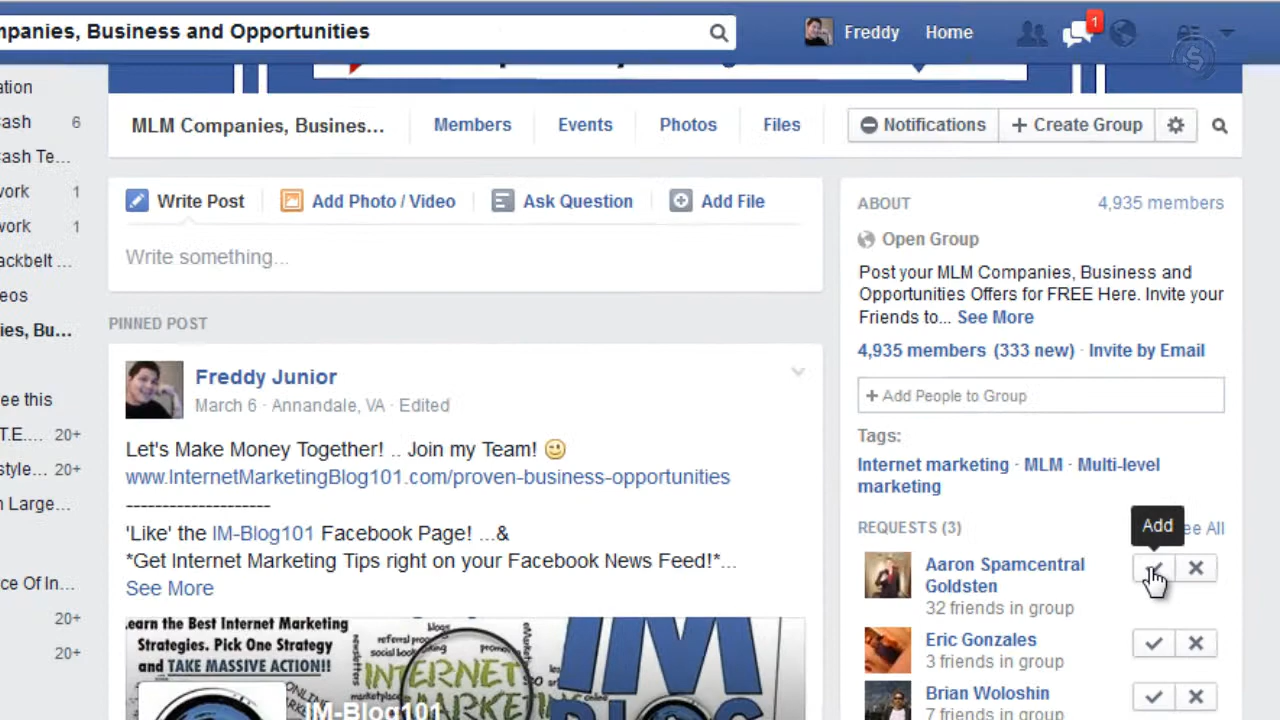 mpanies, Business and Opportunities
Freddy
Home
1
ation
ash 6
ash Te...
work 1
work 1
ackbelt ...
eos
ies, Bu...
ee this
T.E.... 20+
style... 20+
n Large...
ce Of In...
20+
20+
MLM Companies, Busines...
Members
Events
Photos
Files
Notifications
+ Create Group
Write Post
Add Photo / Video
Ask Question
Add File
Write something...
PINNED POST
Freddy Junior
March 6 · Annandale, VA · Edited
Let's Make Money Together! .. Join my Team!
www.InternetMarketingBlog101.com/proven-business-opportunities
--------------------
'Like' the IM-Blog101 Facebook Page! ...&
*Get Internet Marketing Tips right on your Facebook News Feed!*...
See More
earn the Best Internet Marketing
Strategies. Pick One Strategy
and TAKE MASSIVE ACTION!!
INTERNET
IM
BLOG
IM-Blog101
ABOUT
4,935 members
Open Group
Post your MLM Companies, Business and
Opportunities Offers for FREE Here. Invite your
Friends to... See More
4,935 members (333 new) · Invite by Email
+ Add People to Group
Tags:
Internet marketing · MLM · Multi-level
marketing
REQUESTS (3)
Add
ee All
Aaron Spamcentral
Goldsten
32 friends in group
Eric Gonzales
3 friends in group
Brian Woloshin
7 friends in group